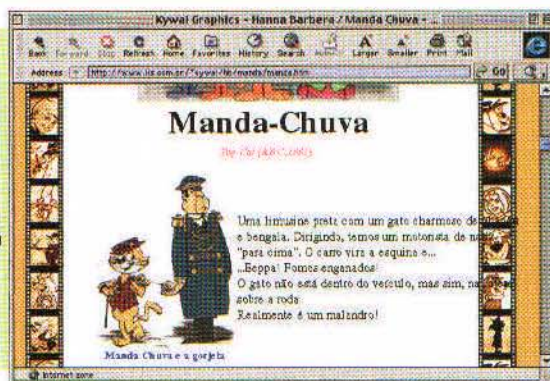 Kywal Graphics - Hanna Barbera / Manda Chuva -
Back Forward Stop Refresh Home Favorites History Search Larger Smaller Print Mail
Address Go
Manda-Chuva
Uma limusine preta com um gato charmoso de
e bengala. Dirigindo, temos um motorista de
"para cima". O carro vira a esquina e...
...Eeppa! Fomos enganados!
O gato não está dentro do veículo, mas sim,
sobre a roda
Realmente é um malandro!
Manda Chuva e a gorjeta
Internet zone